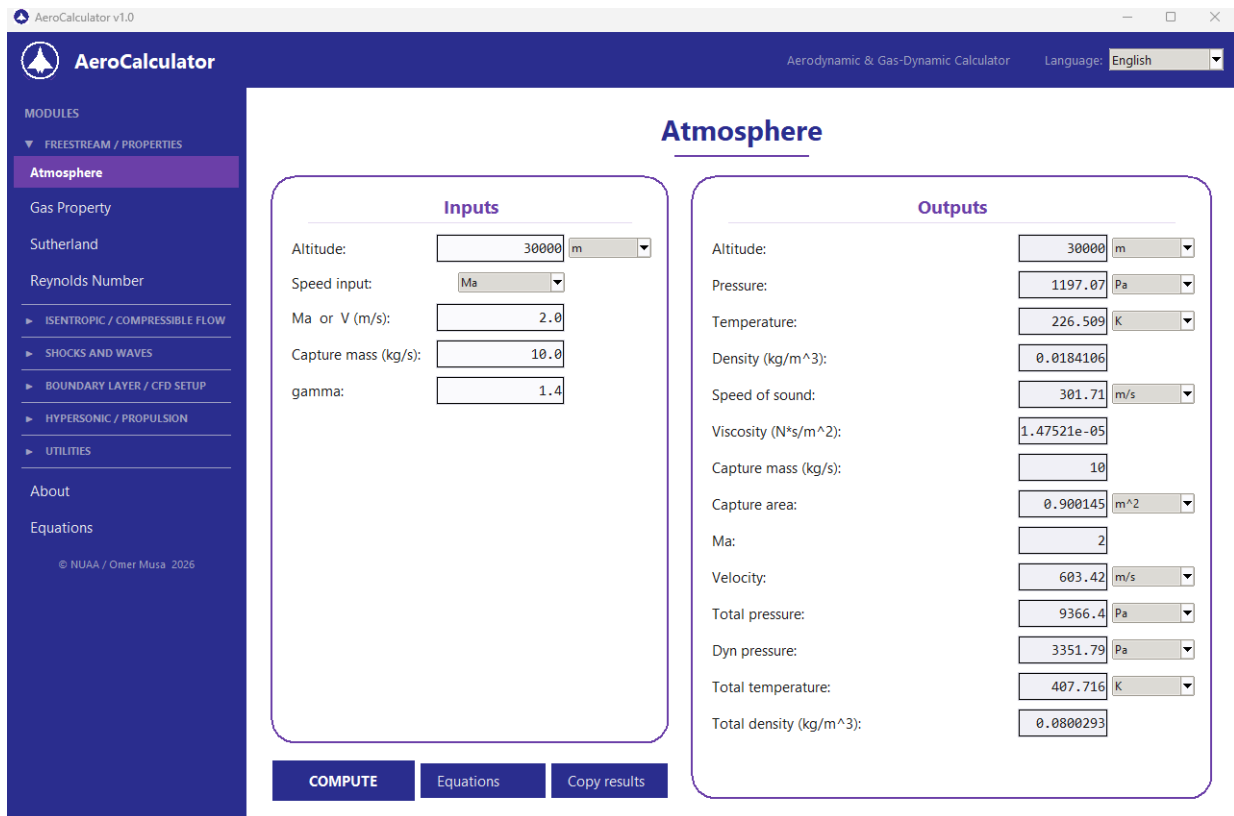 AeroCalculator v1.0
AeroCalculator
Aerodynamic & Gas-Dynamic Calculator
Language: English
MODULES
▼ FREESTREAM / PROPERTIES
Atmosphere
Gas Property
Sutherland
Reynolds Number
► ISENTROPIC / COMPRESSIBLE FLOW
► SHOCKS AND WAVES
► BOUNDARY LAYER / CFD SETUP
► HYPERSONIC / PROPULSION
► UTILITIES
About
Equations
© NUAA / Omer Musa 2026
Atmosphere
Inputs
Altitude: 30000 m
Speed input: Ma
Ma or V (m/s): 2.0
Capture mass (kg/s): 10.0
gamma: 1.4
COMPUTE
Equations
Copy results
Outputs
Altitude: 30000 m
Pressure: 1197.07 Pa
Temperature: 226.509 K
Density (kg/m^3): 0.0184106
Speed of sound: 301.71 m/s
Viscosity (N*s/m^2): 1.47521e-05
Capture mass (kg/s): 10
Capture area: 0.900145 m^2
Ma: 2
Velocity: 603.42 m/s
Total pressure: 9366.4 Pa
Dyn pressure: 3351.79 Pa
Total temperature: 407.716 K
Total density (kg/m^3): 0.0800293